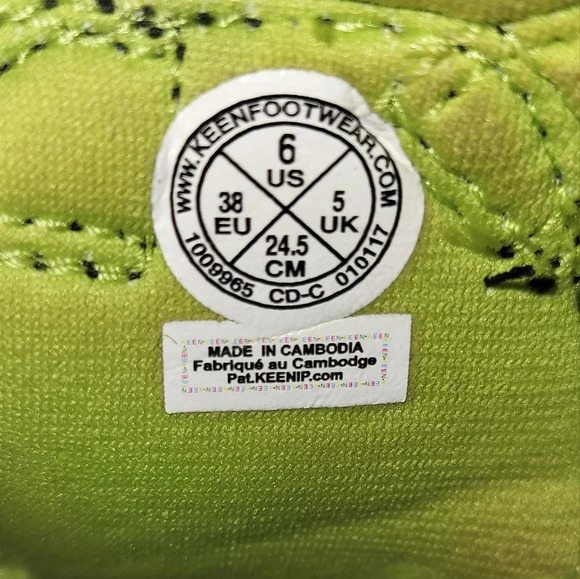 WWW.KEENFOOTWEAR.COM
6
US
38
EU
5
UK
24.5
CM
1009965 CD-C 010117
MADE IN CAMBODIA
Fabriqué au Cambodge
Pat.KEENIP.com